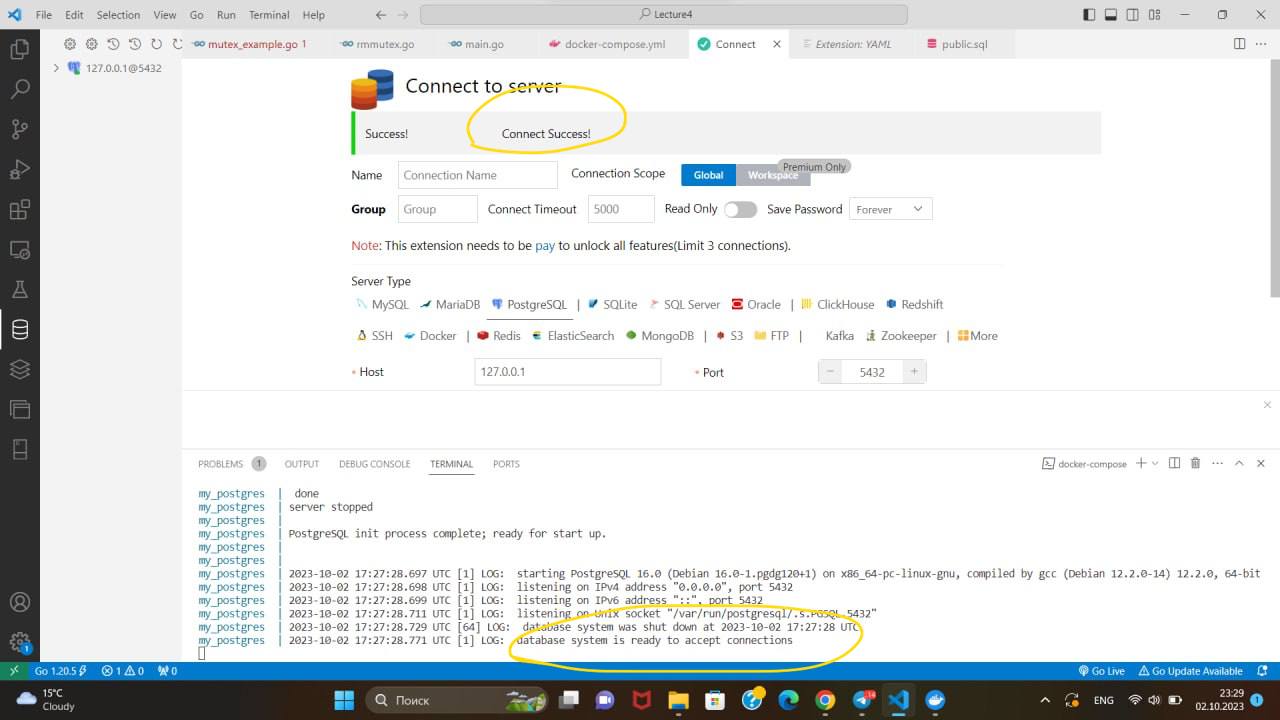 File Edit Selection View Go Run Terminal Help
Lecture4
mutex_example.go 1
rmmutex.go
main.go
docker-compose.yml
Connect
Extension: YAML
public.sql
127.0.0.1@5432
Connect to server
Success! Connect Success!
Name Connection Name Connection Scope Global Workspace Premium Only
Group Group Connect Timeout 5000 Read Only Save Password Forever
Note: This extension needs to be pay to unlock all features(Limit 3 connections).
Server Type
MySQL MariaDB PostgreSQL | SQLite SQL Server Oracle | ClickHouse Redshift
SSH Docker | Redis ElasticSearch MongoDB | S3 FTP | Kafka Zookeeper | More
* Host 127.0.0.1 * Port − 5432 +
PROBLEMS 1 OUTPUT DEBUG CONSOLE TERMINAL PORTS docker-compose
my_postgres | done
my_postgres | server stopped
my_postgres |
my_postgres | PostgreSQL init process complete; ready for start up.
my_postgres |
my_postgres |
my_postgres | 2023-10-02 17:27:28.697 UTC [1] LOG: starting PostgreSQL 16.0 (Debian 16.0-1.pgdg120+1) on x86_64-pc-linux-gnu, compiled by gcc (Debian 12.2.0-14) 12.2.0, 64-bit
my_postgres | 2023-10-02 17:27:28.698 UTC [1] LOG: listening on IPv4 address "0.0.0.0", port 5432
my_postgres | 2023-10-02 17:27:28.699 UTC [1] LOG: listening on IPv6 address "::", port 5432
my_postgres | 2023-10-02 17:27:28.711 UTC [1] LOG: listening on Unix socket "/var/run/postgresql/.s.PGSQL.5432"
my_postgres | 2023-10-02 17:27:28.729 UTC [64] LOG: database system was shut down at 2023-10-02 17:27:28 UTC
my_postgres | 2023-10-02 17:27:28.771 UTC [1] LOG: database system is ready to accept connections
1
Go 1.20.5 1 0 0 Go Live Go Update Available
15°C
Cloudy
Поиск
14
ENG
23:29
02.10.2023
1